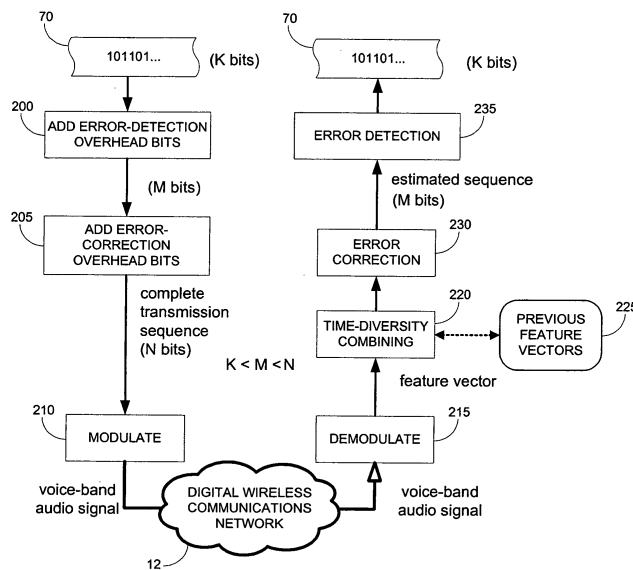 70
101101...
(K bits)
200
ADD ERROR-DETECTION
OVERHEAD BITS
(M bits)
205
ADD ERROR-
CORRECTION
OVERHEAD BITS
complete
transmission
sequence
(N bits)
K < M < N
210
MODULATE
voice-band
audio signal
DIGITAL WIRELESS
COMMUNICATIONS
NETWORK
12
70
101101...
(K bits)
235
ERROR DETECTION
estimated sequence
(M bits)
230
ERROR
CORRECTION
220
TIME-DIVERSITY
COMBINING
225
PREVIOUS
FEATURE
VECTORS
feature vector
215
DEMODULATE
voice-band
audio signal